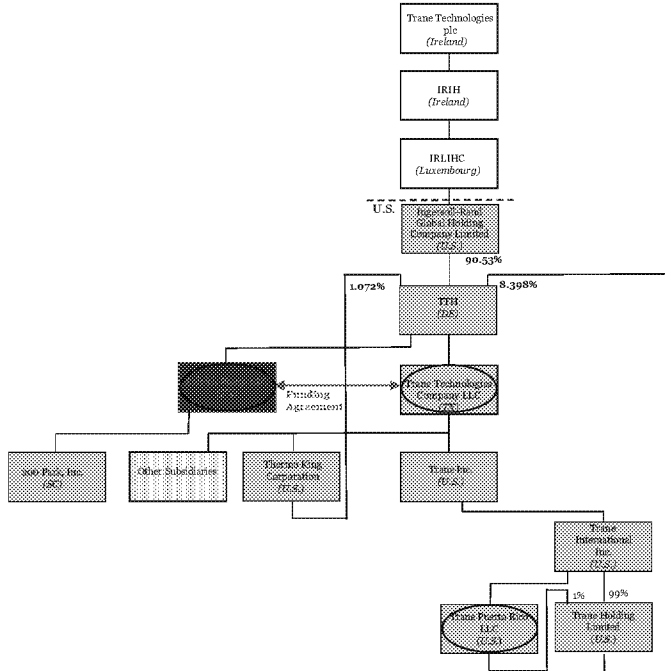 Trane Technologies
plc
(Ireland)
IRIH
(Ireland)
IRLIHC
(Luxembourg)
U.S.
Ingersoll-Rand
Global Holding
Company Limited
(U.S.)
90.53%
1.072%
8.398%
TTH
(DE)
Funding
Agreement
Trane Technologies
Company LLC
(TX)
200 Park, Inc.
(SC)
Other Subsidiaries
Thermo King
Corporation
(U.S.)
Trane Inc.
(U.S.)
Trane
International
Inc.
(U.S.)
1%
99%
Trane Puerto Rico
LLC
(U.S.)
Trane Holding
Limited
(U.S.)